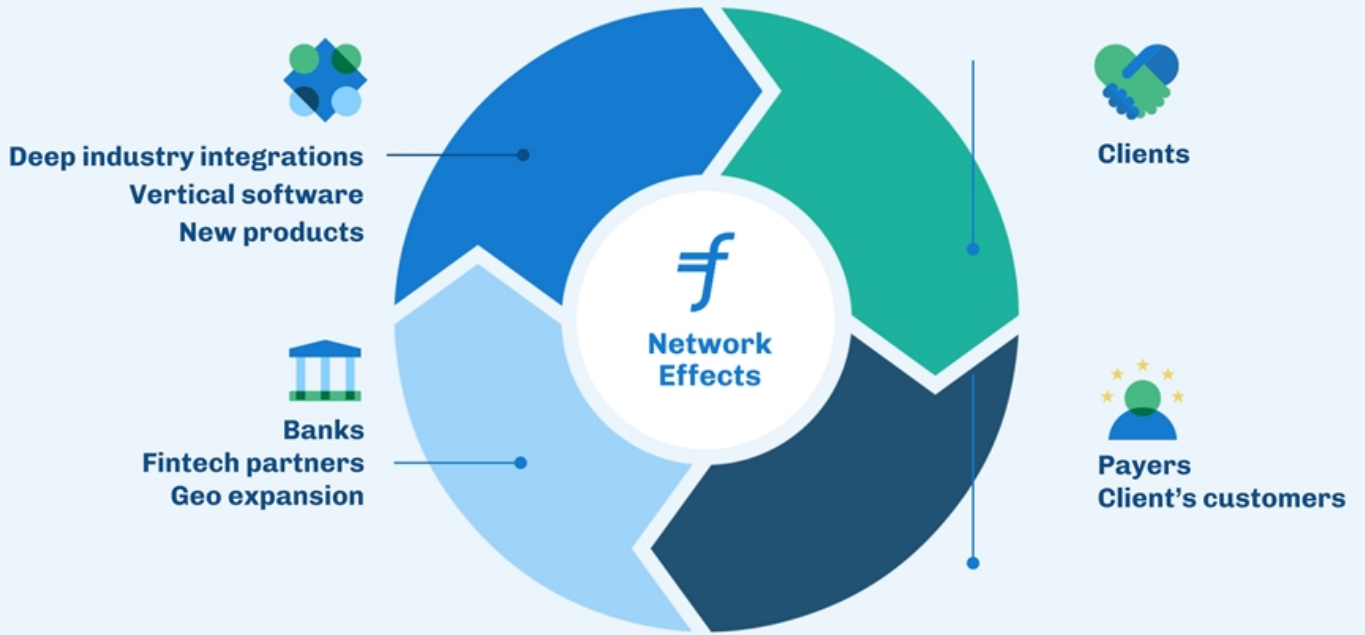 Deep industry integrations
Vertical software
New products
Clients
Network
Effects
Banks
Fintech partners
Geo expansion
Payers
Client’s customers